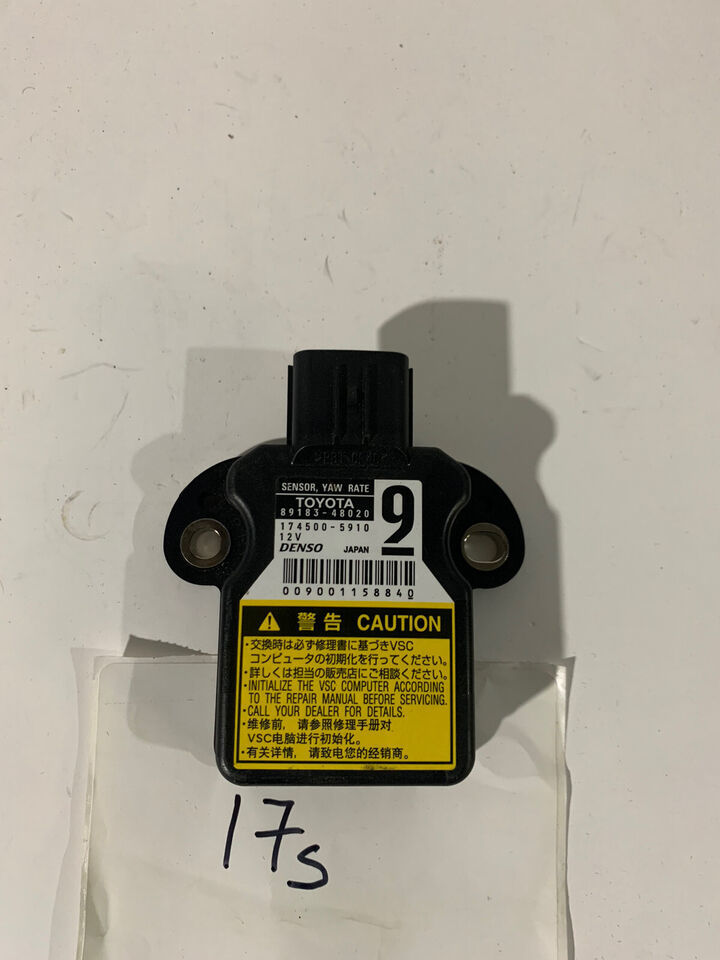 SENSOR, YAW RATE
TOYOTA
89183-48020
9
174500-5910
12V
DENSO JAPAN
009001158840
警告 CAUTION
・交換時は必ず修理書に基づきVSC
コンピュータの初期化を行ってください。
・詳しくは担当の販売店にご相談ください。
・INITIALIZE THE VSC COMPUTER ACCORDING
TO THE REPAIR MANUAL BEFORE SERVICING.
・CALL YOUR DEALER FOR DETAILS.
・维修前，请参照修理手册对
VSC电脑进行初始化。
・有关详情，请致电您的经销商。
17s